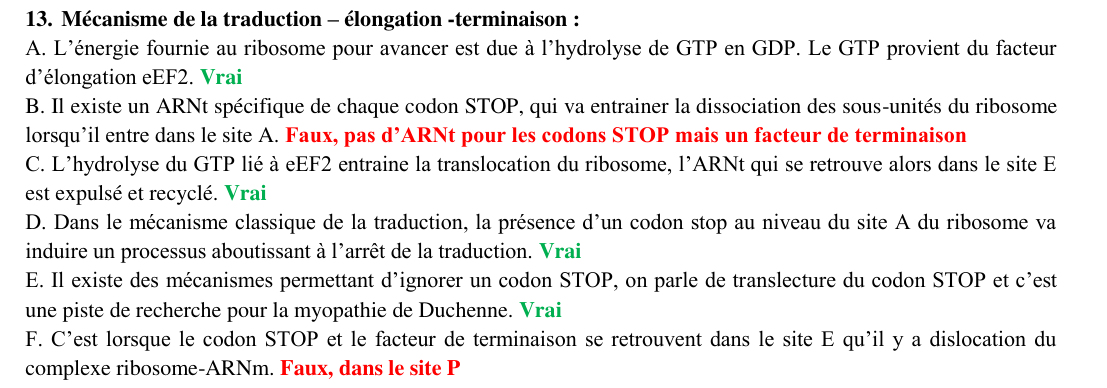 13. Mécanisme de la traduction – élongation -terminaison :
A. L’énergie fournie au ribosome pour avancer est due à l’hydrolyse de GTP en GDP. Le GTP provient du facteur
d’élongation eEF2. Vrai
B. Il existe un ARNt spécifique de chaque codon STOP, qui va entrainer la dissociation des sous-unités du ribosome
lorsqu’il entre dans le site A. Faux, pas d’ARNt pour les codons STOP mais un facteur de terminaison
C. L’hydrolyse du GTP lié à eEF2 entraine la translocation du ribosome, l’ARNt qui se retrouve alors dans le site E
est expulsé et recyclé. Vrai
D. Dans le mécanisme classique de la traduction, la présence d’un codon stop au niveau du site A du ribosome va
induire un processus aboutissant à l’arrêt de la traduction. Vrai
E. Il existe des mécanismes permettant d’ignorer un codon STOP, on parle de translecture du codon STOP et c’est
une piste de recherche pour la myopathie de Duchenne. Vrai
F. C’est lorsque le codon STOP et le facteur de terminaison se retrouvent dans le site E qu’il y a dislocation du
complexe ribosome-ARNm. Faux, dans le site P